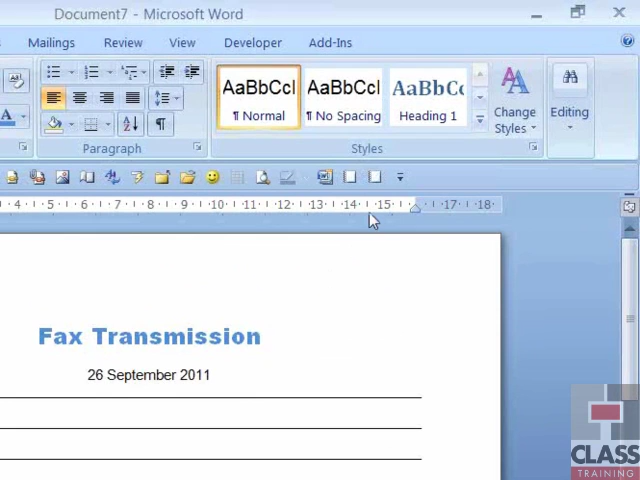 Document7 - Microsoft Word
Mailings Review View Developer Add-Ins
AaBbCcI AaBbCcI AaBbCc
¶ Normal ¶ No Spacing Heading 1
Change Styles
Editing
Paragraph
Styles
4 5 6 7 8 9 10 11 12 13 14 15 17 18
Fax Transmission
26 September 2011
CLASS
TRAINING